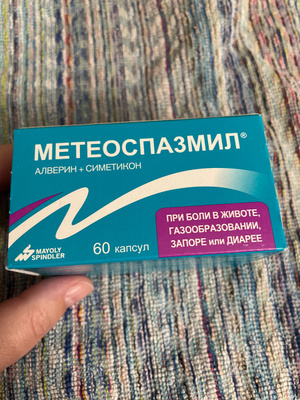 МЕТЕОСПАЗМИЛ®
АЛВЕРИН + СИМЕТИКОН
ПРИ БОЛИ В ЖИВОТЕ,
ГАЗООБРАЗОВАНИИ,
ЗАПОРЕ или ДИАРЕЕ
MAYOLY
SPINDLER
60 капсул